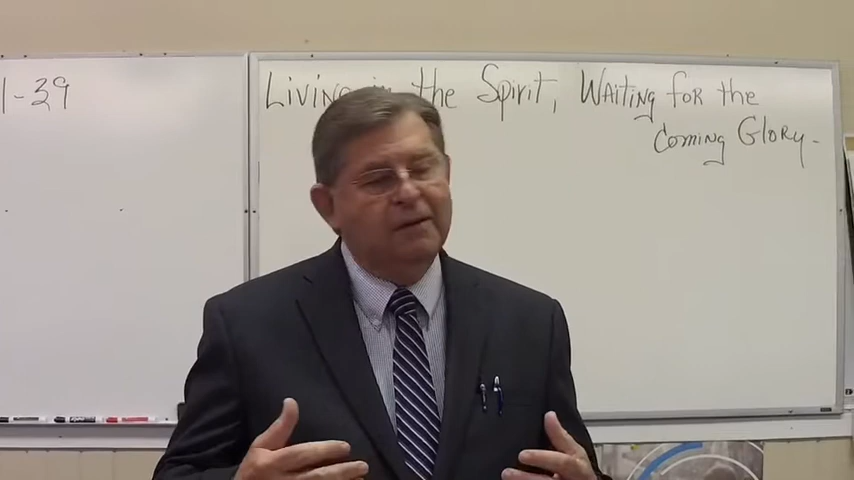 1-39
Living in the Spirit, Waiting for the
Coming Glory-